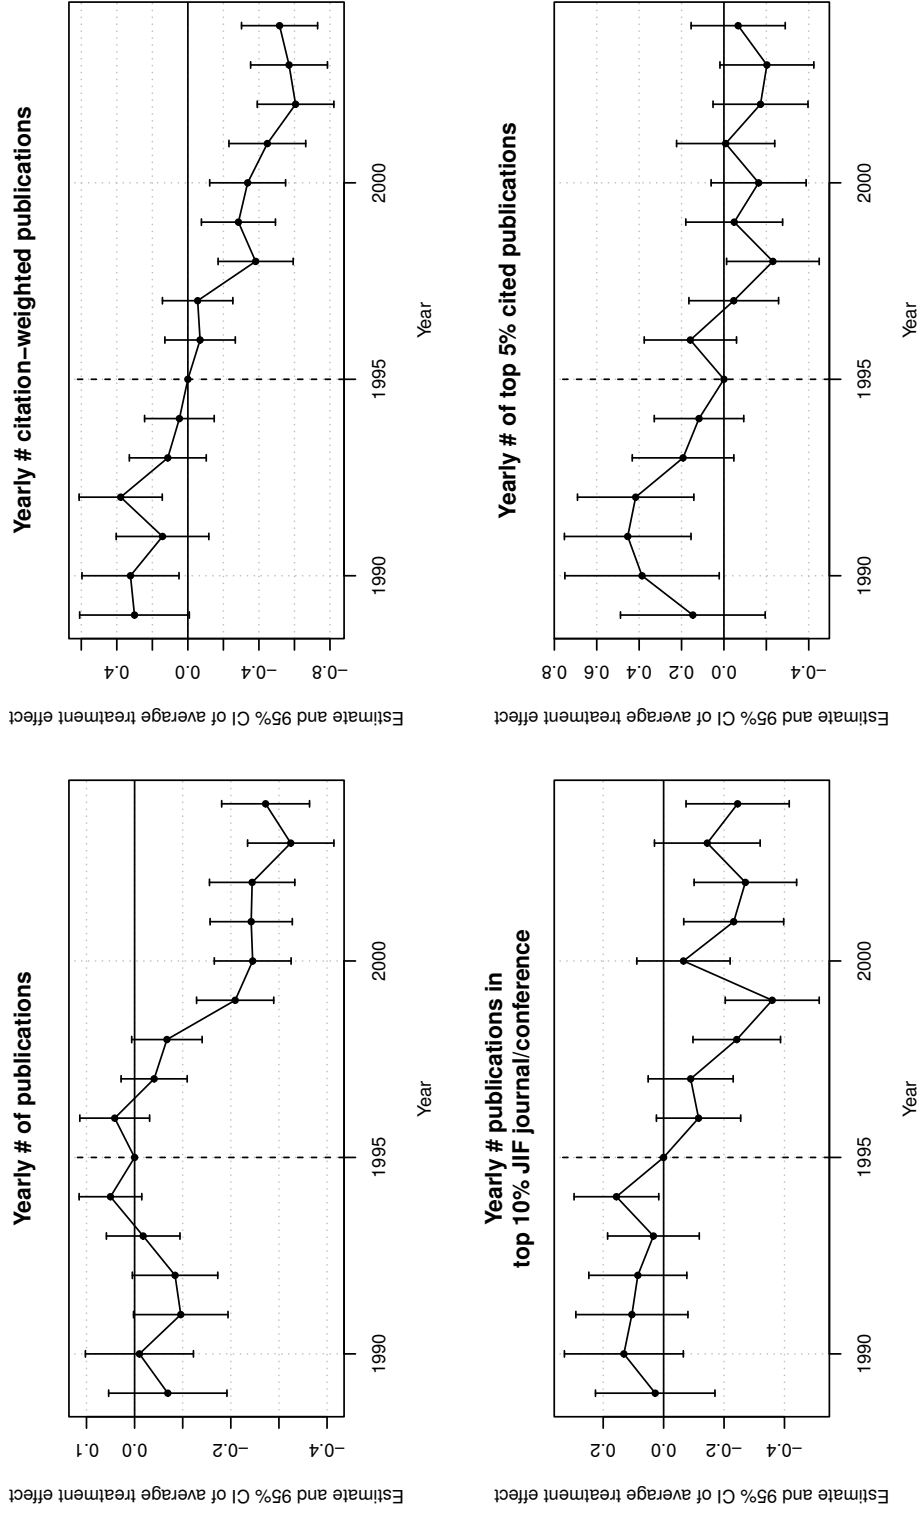 Yearly # of publications
0.1
0.0
−0.2
−0.4
Estimate and 95% CI of average treatment effect
1990
1995
2000
Year
Yearly # citation−weighted publications
0.4
0.0
−0.4
−0.8
Estimate and 95% CI of average treatment effect
1990
1995
2000
Year
Yearly # publications in
top 10% JIF journal/conference
0.2
0.0
−0.2
−0.4
Estimate and 95% CI of average treatment effect
1990
1995
2000
Year
Yearly # of top 5% cited publications
0.8
0.6
0.4
0.2
0.0
−0.4
Estimate and 95% CI of average treatment effect
1990
1995
2000
Year